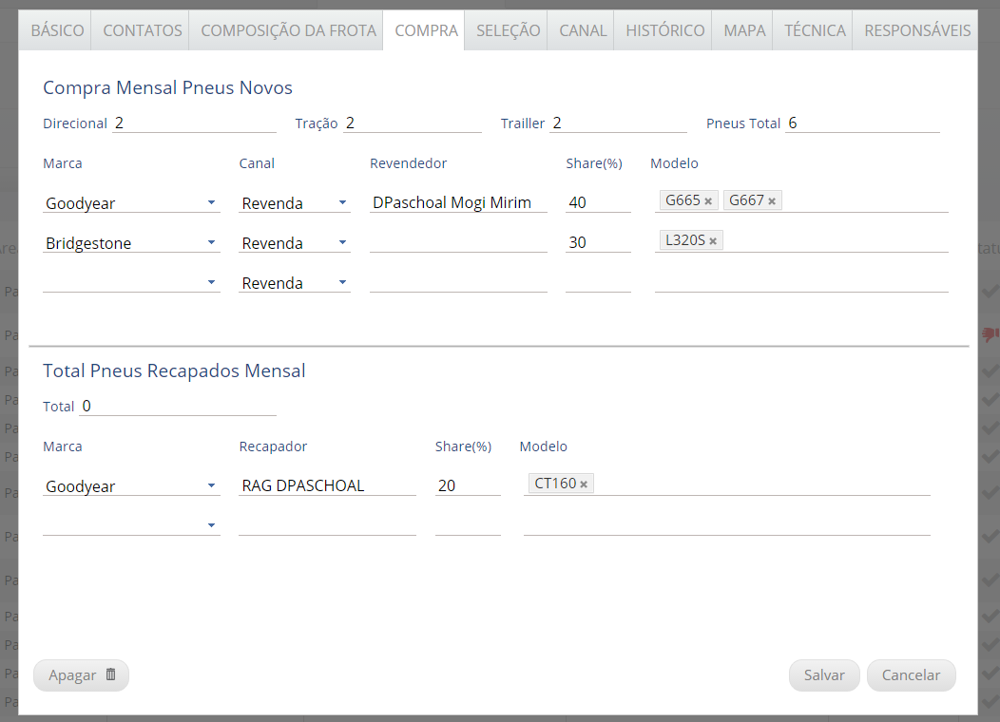 BÁSICO CONTATOS COMPOSIÇÃO DA FROTA COMPRA SELEÇÃO CANAL HISTÓRICO MAPA TÉCNICA RESPONSÁVEIS
Compra Mensal Pneus Novos
Direcional 2 Tração 2 Trailler 2 Pneus Total 6
Marca Canal Revendedor Share(%) Modelo
Goodyear Revenda DPaschoal Mogi Mirim 40 G665 × G667 ×
Bridgestone Revenda 30 L320S ×
Revenda
Total Pneus Recapados Mensal
Total 0
Marca Recapador Share(%) Modelo
Goodyear RAG DPASCHOAL 20 CT160 ×
Apagar Salvar Cancelar